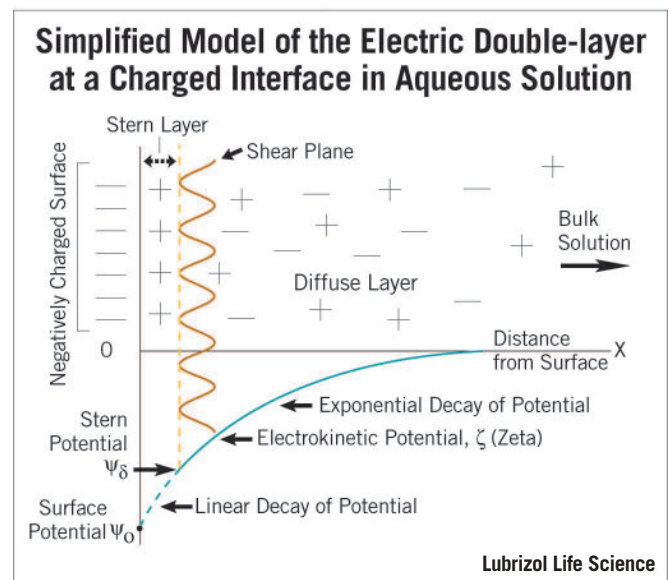 Simplified Model of the Electric Double-layer
at a Charged Interface in Aqueous Solution
Stern Layer
Shear Plane
Negatively Charged Surface
Bulk
Solution
Diffuse Layer
0
Distance
from Surface
X
Exponential Decay of Potential
Stern
Potential
Ψδ
Electrokinetic Potential, ζ (Zeta)
Linear Decay of Potential
Surface
Potential Ψo
Lubrizol Life Science